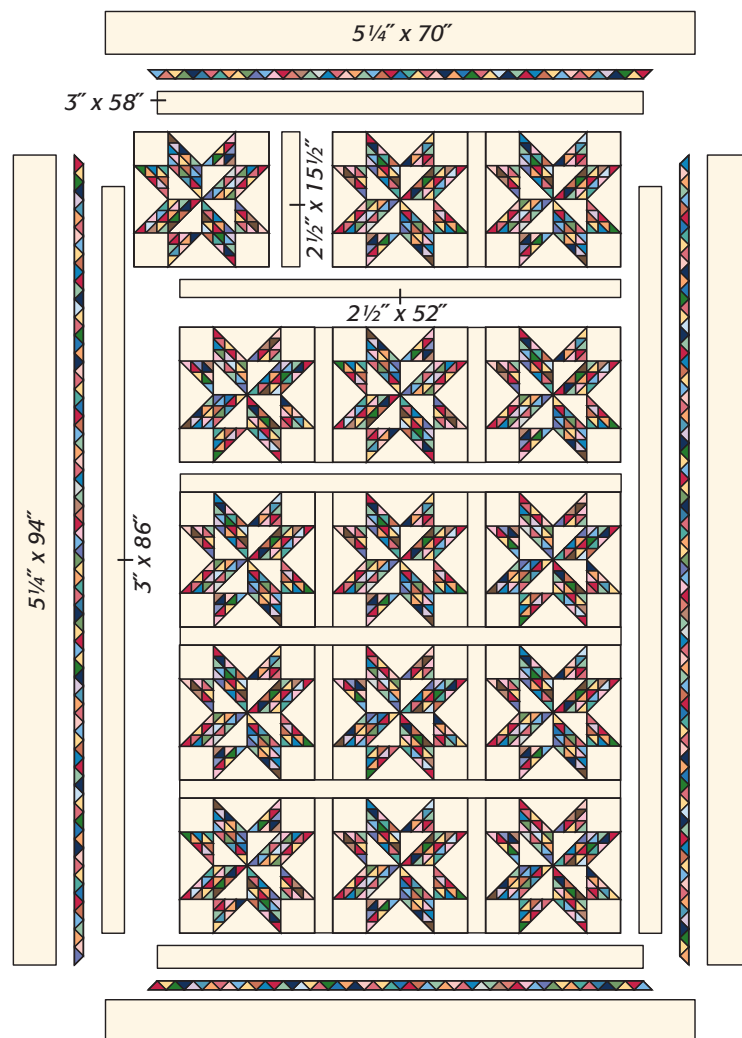 5¼″ x 70″
3″ x 58″
2½″ x 15½″
2½″ x 52″
5¼″ x 94″
3″ x 86″